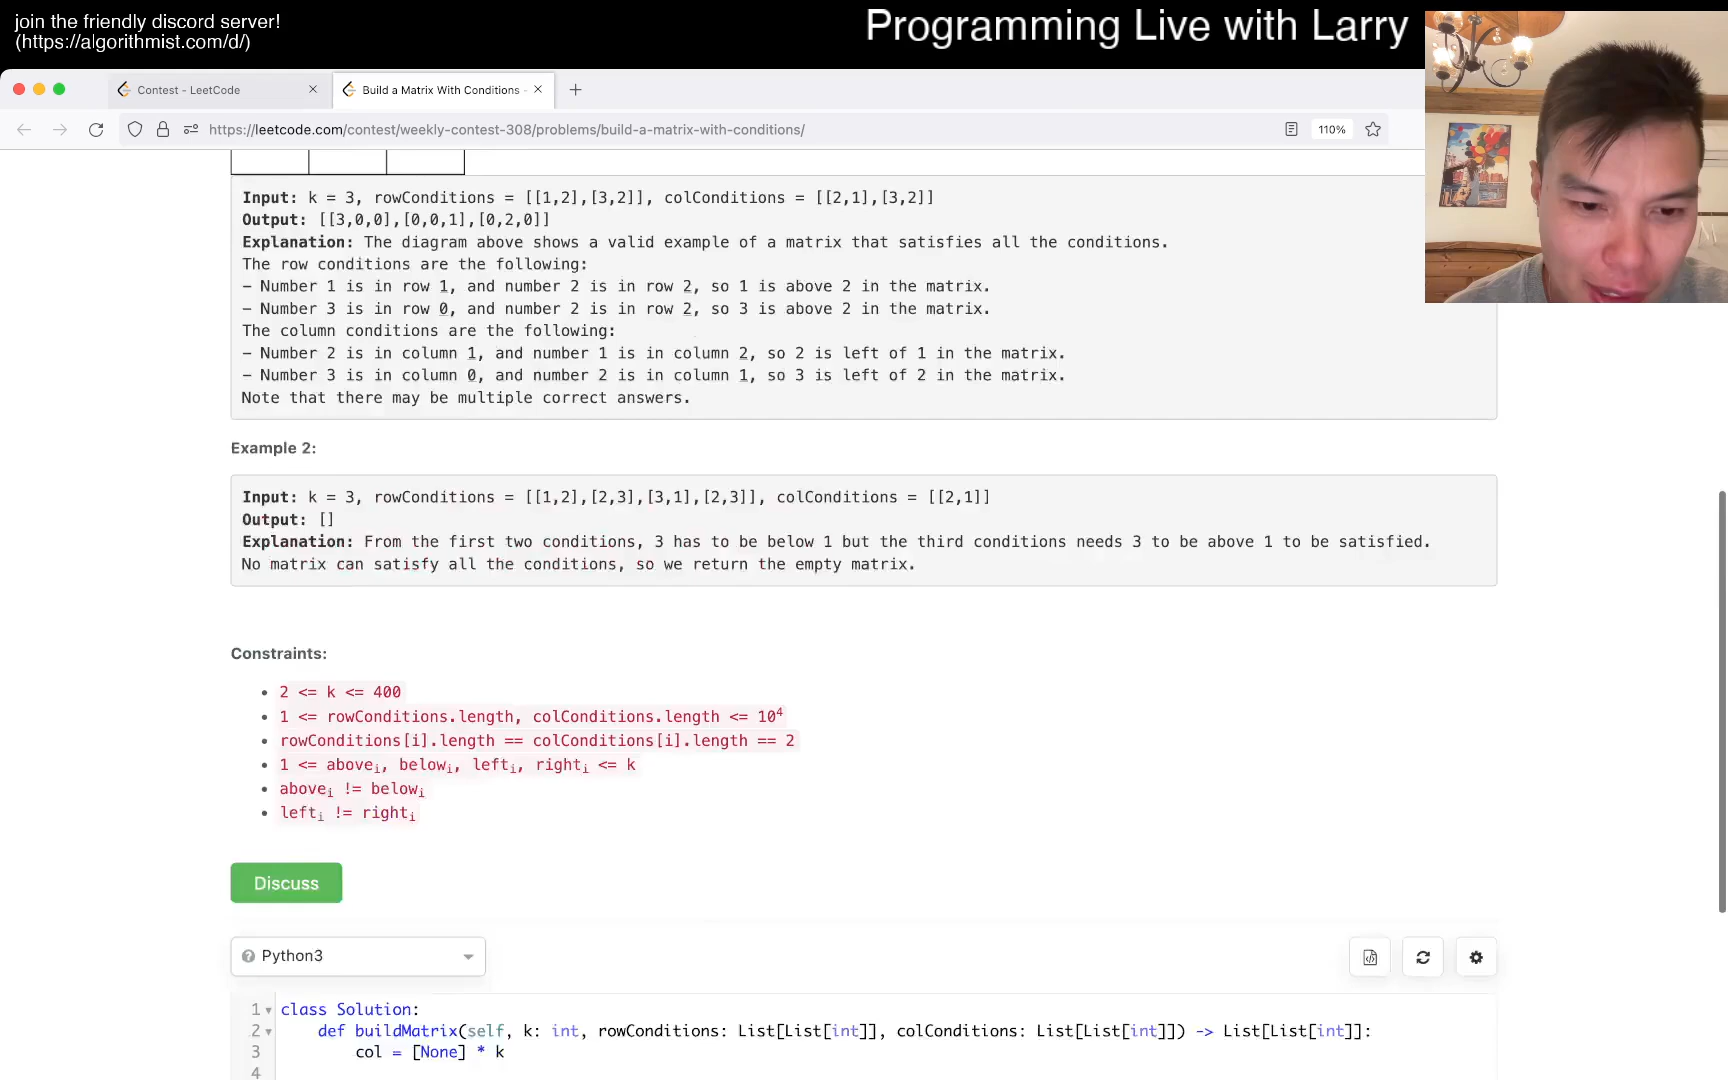 join the friendly discord server!
(https://algorithmist.com/d/)
Programming Live with Larry
Contest - LeetCode
Build a Matrix With Conditions -
https://leetcode.com/contest/weekly-contest-308/problems/build-a-matrix-with-conditions/
110%
Input: k = 3, rowConditions = [[1,2],[3,2]], colConditions = [[2,1],[3,2]]
Output: [[3,0,0],[0,0,1],[0,2,0]]
Explanation: The diagram above shows a valid example of a matrix that satisfies all the conditions.
The row conditions are the following:
- Number 1 is in row 1, and number 2 is in row 2, so 1 is above 2 in the matrix.
- Number 3 is in row 0, and number 2 is in row 2, so 3 is above 2 in the matrix.
The column conditions are the following:
- Number 2 is in column 1, and number 1 is in column 2, so 2 is left of 1 in the matrix.
- Number 3 is in column 0, and number 2 is in column 1, so 3 is left of 2 in the matrix.
Note that there may be multiple correct answers.
Example 2:
Input: k = 3, rowConditions = [[1,2],[2,3],[3,1],[2,3]], colConditions = [[2,1]]
Output: []
Explanation: From the first two conditions, 3 has to be below 1 but the third conditions needs 3 to be above 1 to be satisfied.
No matrix can satisfy all the conditions, so we return the empty matrix.
Constraints:
• 2 <= k <= 400
• 1 <= rowConditions.length, colConditions.length <= 10⁴
• rowConditions[i].length == colConditions[i].length == 2
• 1 <= aboveᵢ, belowᵢ, leftᵢ, rightᵢ <= k
• aboveᵢ != belowᵢ
• leftᵢ != rightᵢ
Discuss
Python3
1 class Solution:
2 def buildMatrix(self, k: int, rowConditions: List[List[int]], colConditions: List[List[int]]) -> List[List[int]]:
3 col = [None] * k
4